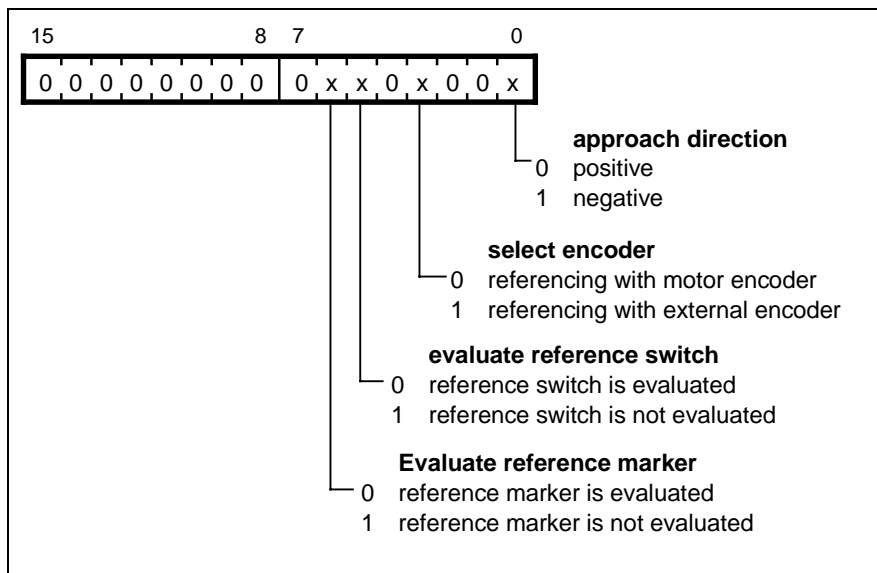 15 8 7 0
0 0 0 0 0 0 0 0 0 x x 0 x 0 0 x
approach direction
0 positive
1 negative
select encoder
0 referencing with motor encoder
1 referencing with external encoder
evaluate reference switch
0 reference switch is evaluated
1 reference switch is not evaluated
Evaluate reference marker
0 reference marker is evaluated
1 reference marker is not evaluated